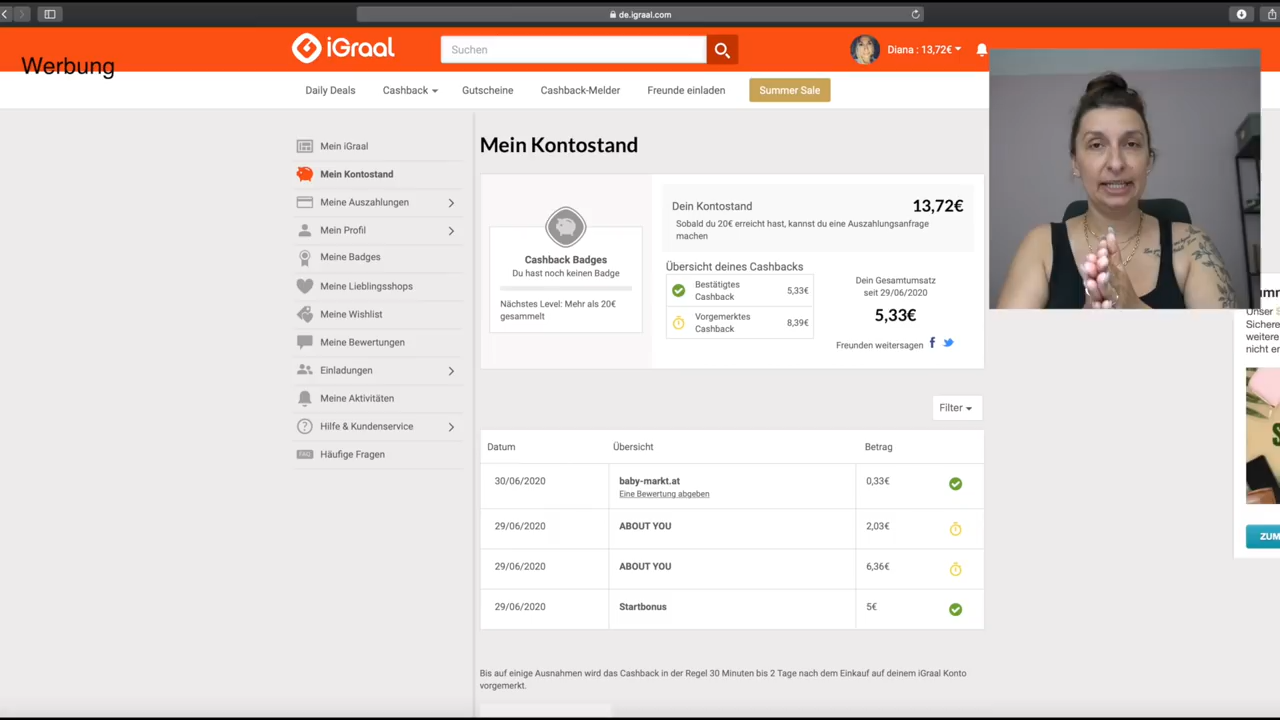 de.igraal.com
iGraal
Suchen
Diana : 13,72€
Werbung
Daily Deals
Cashback
Gutscheine
Cashback-Melder
Freunde einladen
Summer Sale
Mein iGraal
Mein Kontostand
Meine Auszahlungen
Mein Profil
Meine Badges
Meine Lieblingsshops
Meine Wishlist
Meine Bewertungen
Einladungen
Meine Aktivitäten
Hilfe & Kundenservice
FAQ
Häufige Fragen
Mein Kontostand
Cashback Badges
Du hast noch keinen Badge
Nächstes Level: Mehr als 20€
gesammelt
Dein Kontostand
13,72€
Sobald du 20€ erreicht hast, kannst du eine Auszahlungsanfrage
machen
Übersicht deines Cashbacks
Bestätigtes
Cashback
5,33€
Vorgemerktes
Cashback
8,39€
Dein Gesamtumsatz
seit 29/06/2020
5,33€
Freunden weitersagen
Filter
Datum
Übersicht
Betrag
30/06/2020
baby-markt.at
Eine Bewertung abgeben
0,33€
29/06/2020
ABOUT YOU
2,03€
29/06/2020
ABOUT YOU
6,36€
29/06/2020
Startbonus
5€
Bis auf einige Ausnahmen wird das Cashback in der Regel 30 Minuten bis 2 Tage nach dem Einkauf auf deinem iGraal Konto
vorgemerkt.
Unser
Sichere
weitere
nicht er
ZUM